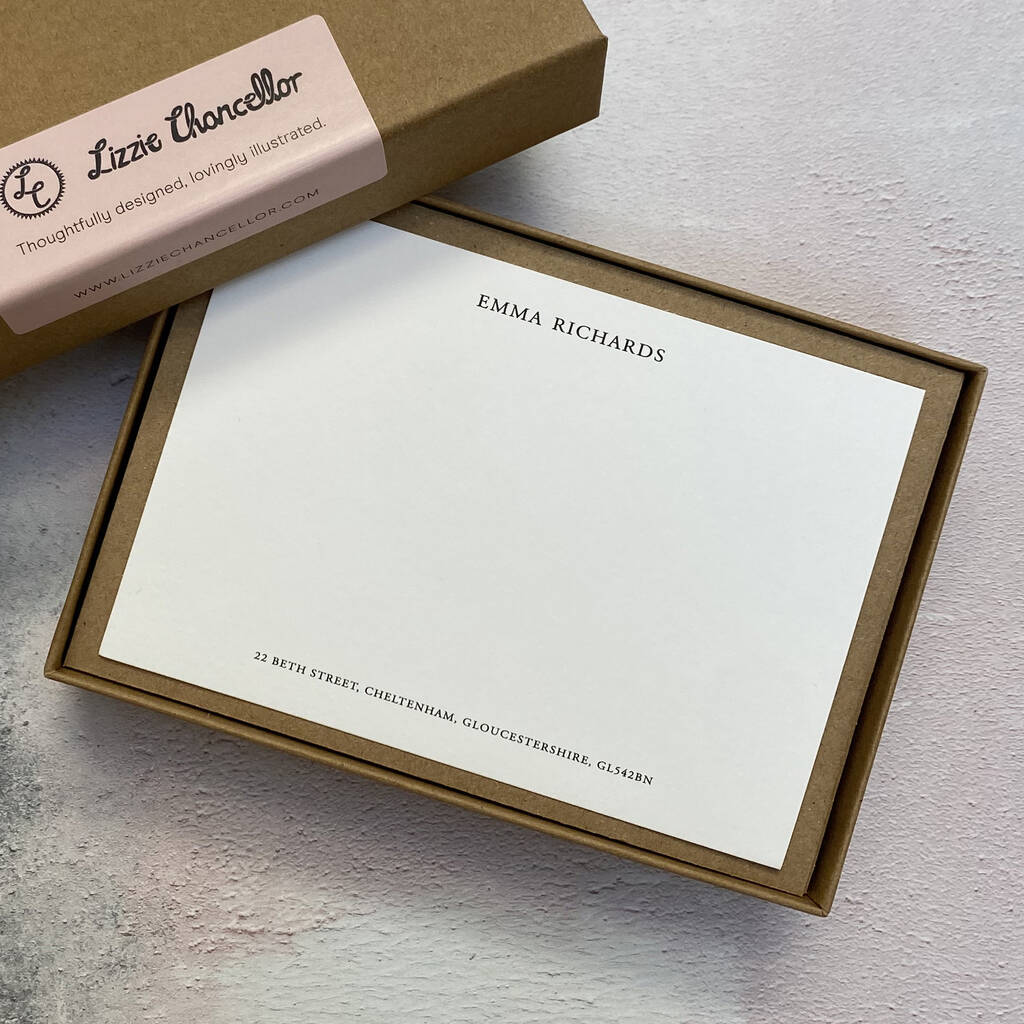 Lizzie Chancellor
LC
Thoughtfully designed, lovingly illustrated.
WWW.LIZZIECHANCELLOR.COM
EMMA RICHARDS
22 BETH STREET, CHELTENHAM, GLOUCESTERSHIRE, GL542BN